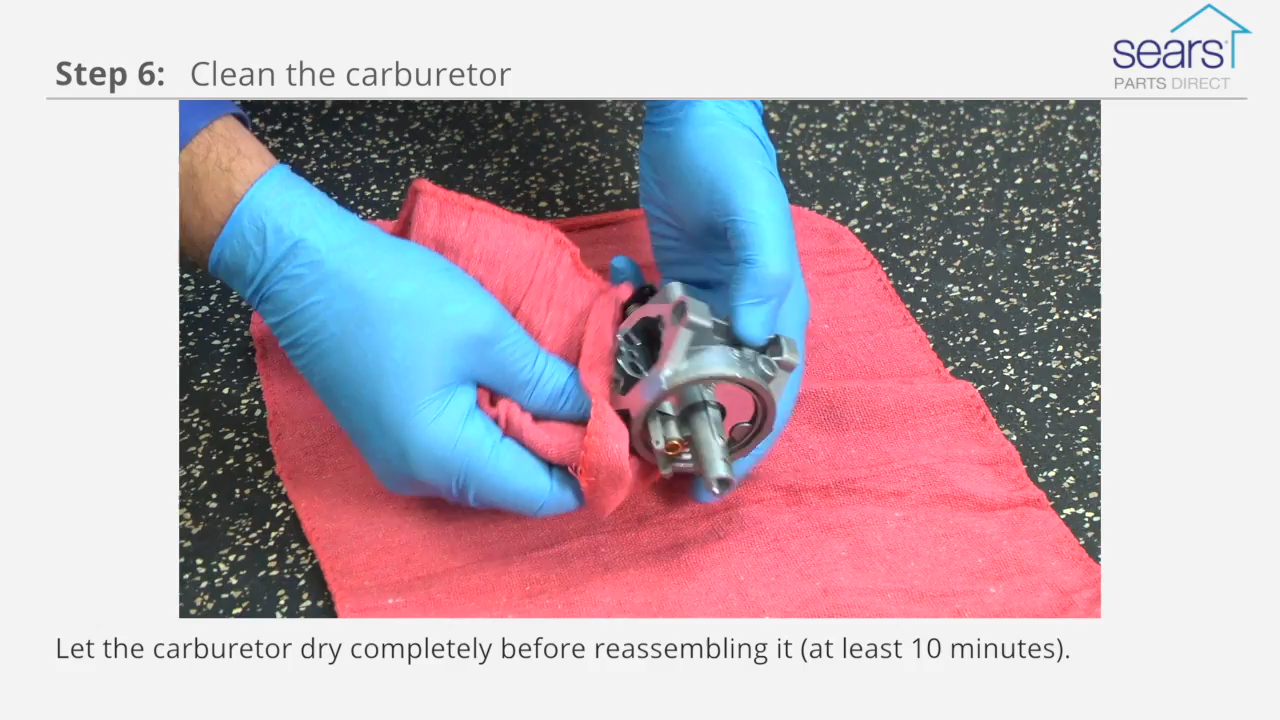 Step 6: Clean the carburetor
sears
PARTS DIRECT
Let the carburetor dry completely before reassembling it (at least 10 minutes).